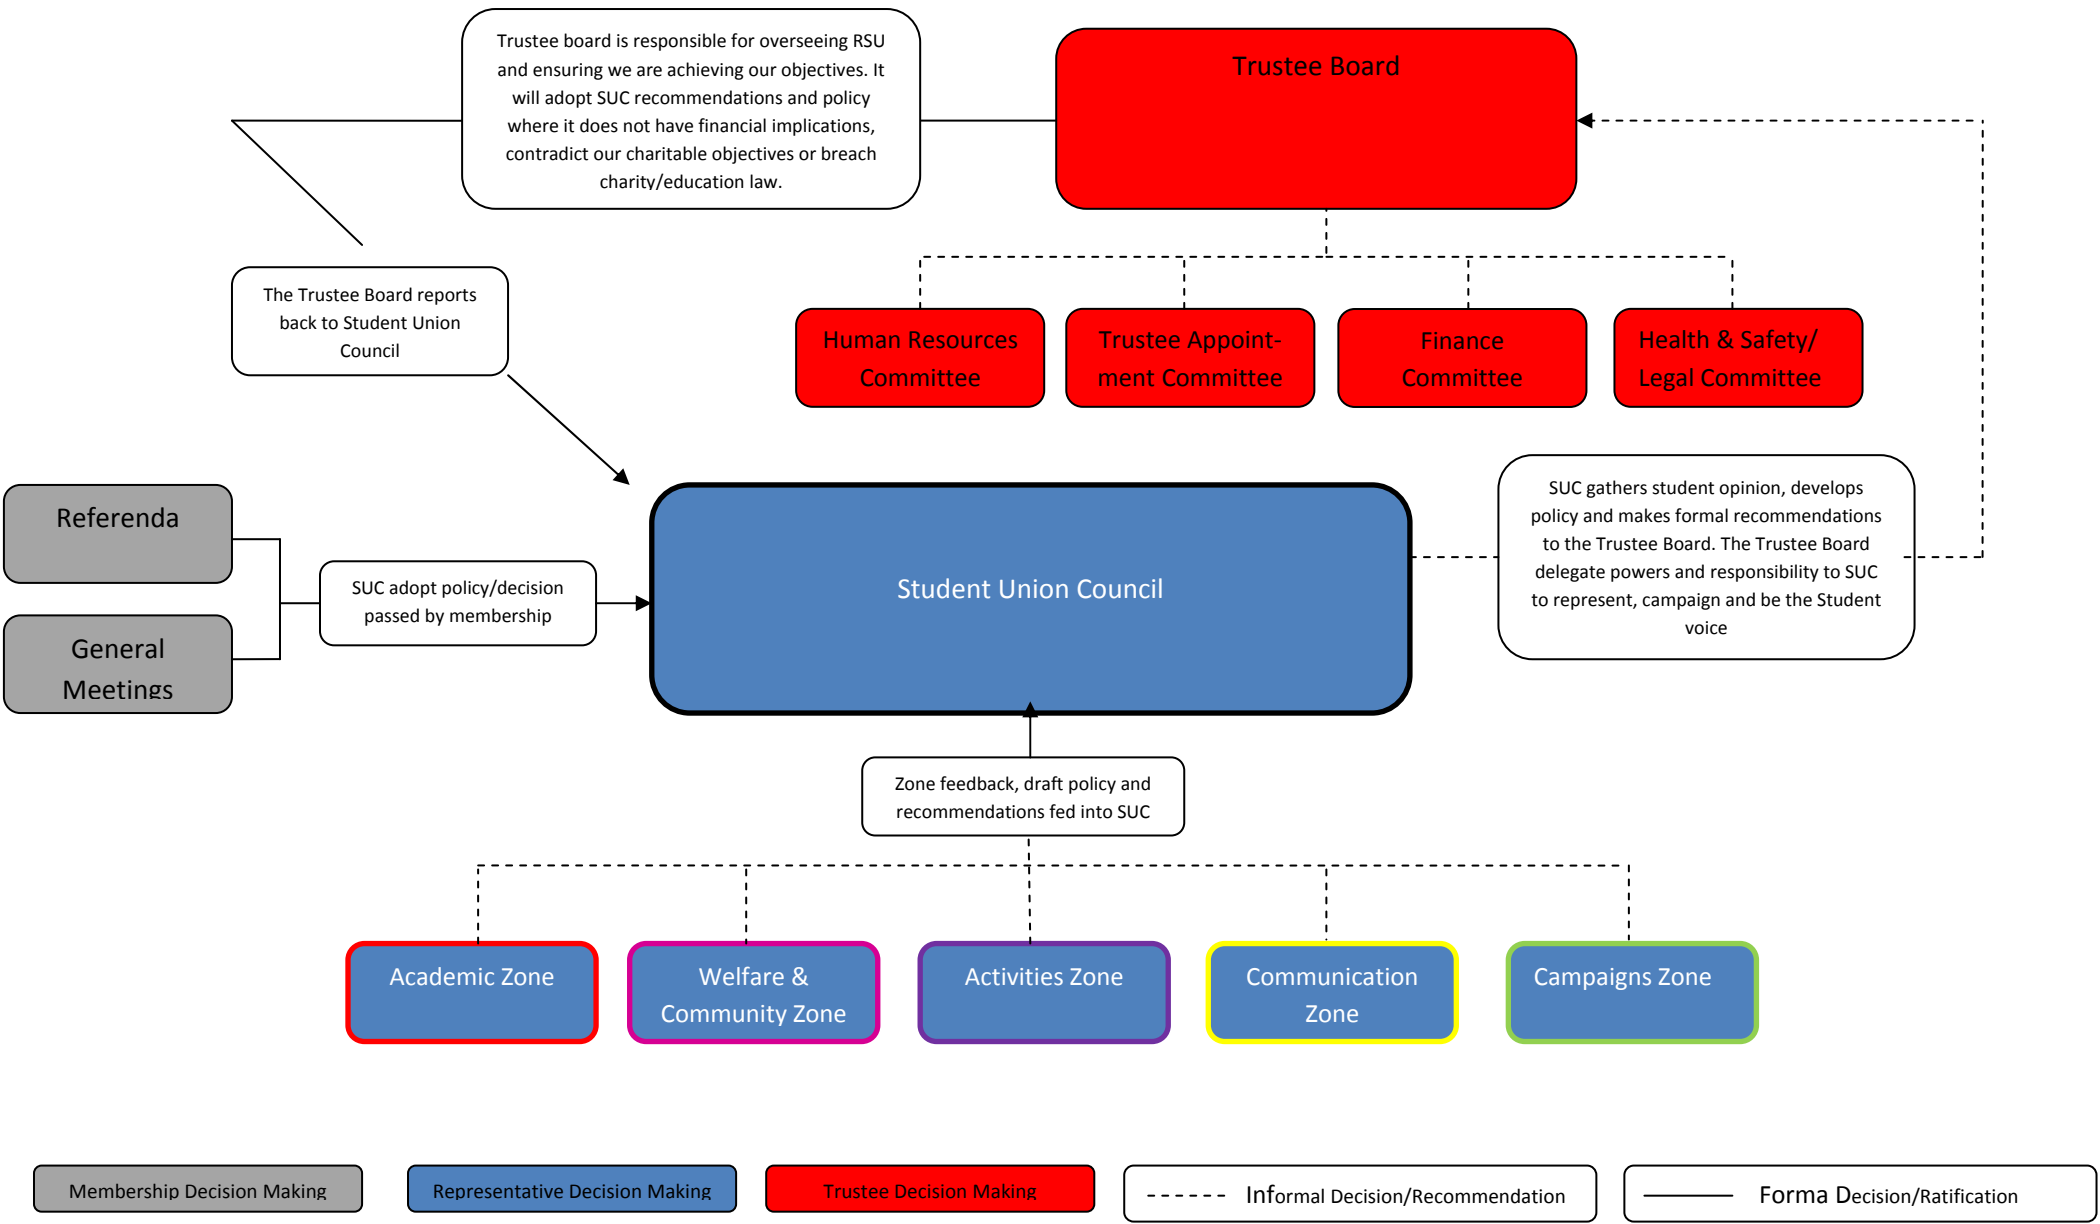 Trustee board is responsible for overseeing RSU
and ensuring we are achieving our objectives. It
will adopt SUC recommendations and policy
where it does not have financial implications,
contradict our charitable objectives or breach
charity/education law.
Trustee Board
The Trustee Board reports
back to Student Union
Council
Human Resources
Committee
Trustee Appoint-
ment Committee
Finance
Committee
Health & Safety/
Legal Committee
Referenda
General
Meetings
SUC adopt policy/decision
passed by membership
Student Union Council
SUC gathers student opinion, develops
policy and makes formal recommendations
to the Trustee Board. The Trustee Board
delegate powers and responsibility to SUC
to represent, campaign and be the Student
voice
Zone feedback, draft policy and
recommendations fed into SUC
Academic Zone
Welfare &
Community Zone
Activities Zone
Communication
Zone
Campaigns Zone
Membership Decision Making
Representative Decision Making
Trustee Decision Making
Informal Decision/Recommendation
Forma Decision/Ratification